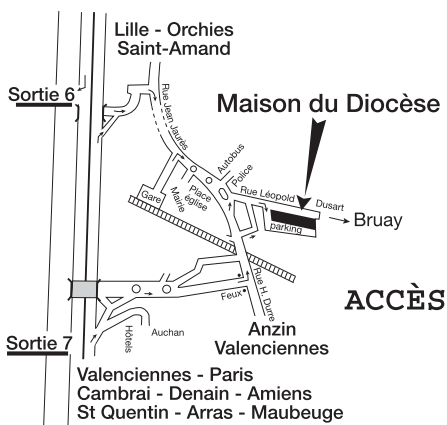 Lille - Orchies
Saint-Amand
Sortie 6
Rue Jean Jaurès
Maison du Diocèse
Autobus
Police
Rue Léopold Dusart
Place
église
Mairie
Gare
parking
Bruay
ACCÈS
Rue H. Durre
Feux
Anzin
Valenciennes
Sortie 7
Hôtels
Auchan
Valenciennes - Paris
Cambrai - Denain - Amiens
St Quentin - Arras - Maubeuge